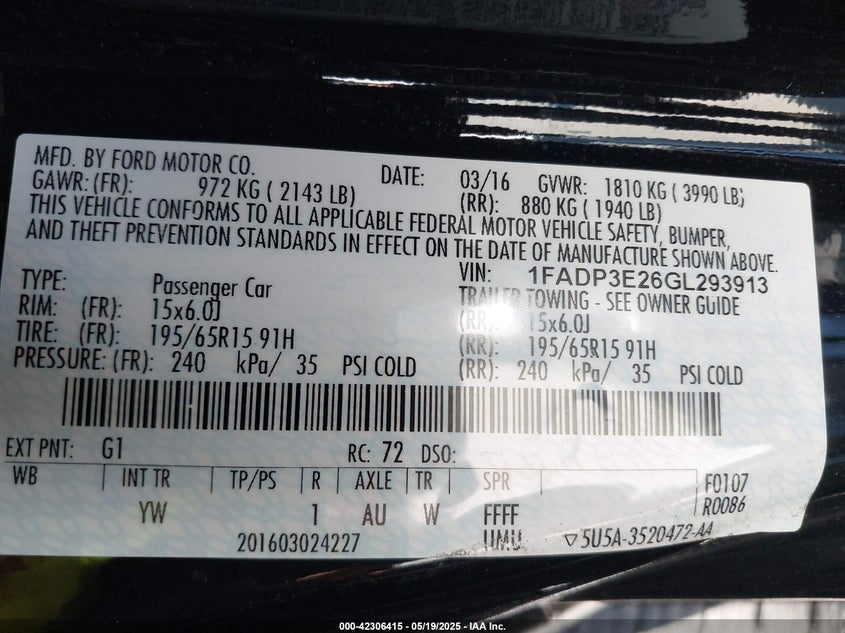 MFD. BY FORD MOTOR CO. DATE: 03/16 GVWR: 1810 KG ( 3990 LB)
GAWR: (FR): 972 KG ( 2143 LB) (RR): 880 KG ( 1940 LB)
THIS VEHICLE CONFORMS TO ALL APPLICABLE FEDERAL MOTOR VEHICLE SAFETY, BUMPER,
AND THEFT PREVENTION STANDARDS IN EFFECT ON THE DATE OF MANUFACTURE SHOWN ABOVE.
VIN: 1FADP3E26GL293913
TYPE: Passenger Car TRAILER TOWING - SEE OWNER GUIDE
RIM: (FR): 15x6.0J (RR): 15x6.0J
TIRE: (FR): 195/65R15 91H (RR): 195/65R15 91H
PRESSURE: (FR): 240 kPa/ 35 PSI COLD (RR): 240 kPa/ 35 PSI COLD
EXT PNT: G1 RC: 72 DSO:
WB INT TR TP/PS R AXLE TR SPR F0107
R0086
YW 1 AU W FFFF
201603024227 UMU ▽5U5A-3520472-AA
000-42306415 - 05/19/2025 - IAA Inc.